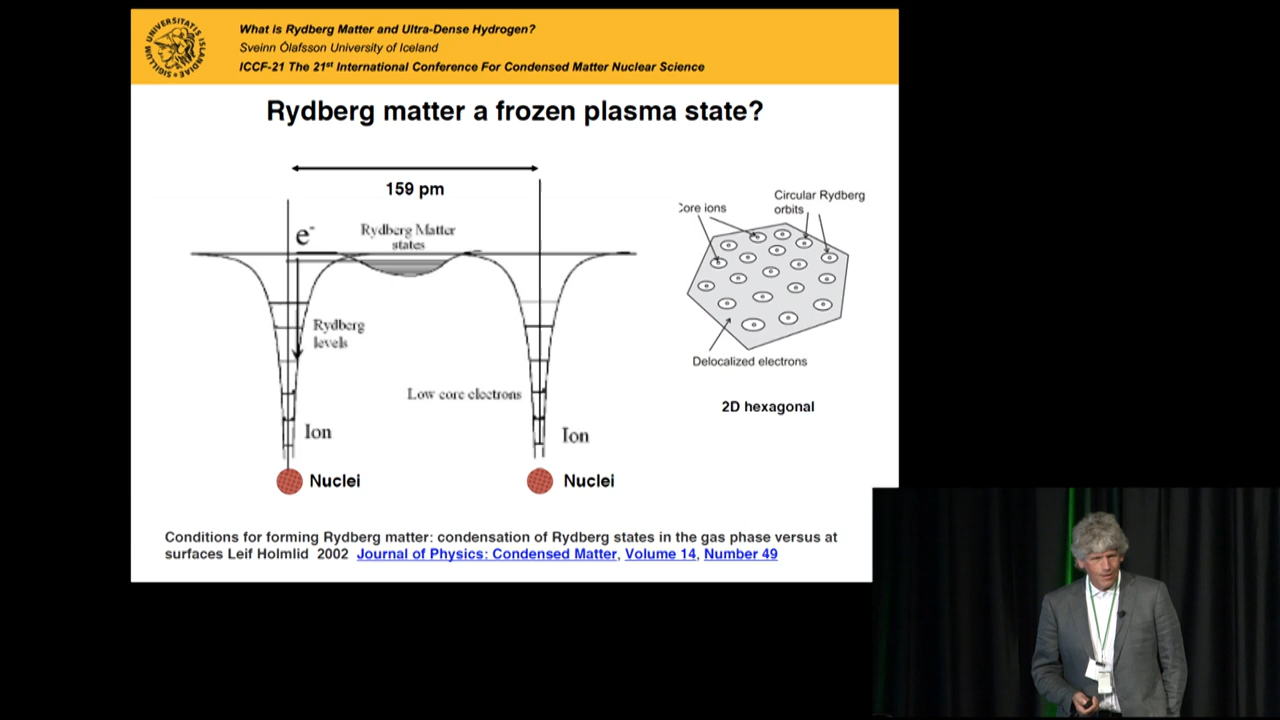 What is Rydberg Matter and Ultra-Dense Hydrogen?
Sveinn Òlafsson University of Iceland
ICCF-21 The 21st International Conference For Condensed Matter Nuclear Science
Rydberg matter a frozen plasma state?
159 pm
e-
Rydberg Matter
states
Rydberg
levels
Low core electrons
Ion
Ion
Nuclei
Nuclei
Core ions
Circular Rydberg
orbits
Delocalized electrons
2D hexagonal
Conditions for forming Rydberg matter: condensation of Rydberg states in the gas phase versus at
surfaces Leif Holmlid 2002 Journal of Physics: Condensed Matter, Volume 14, Number 49